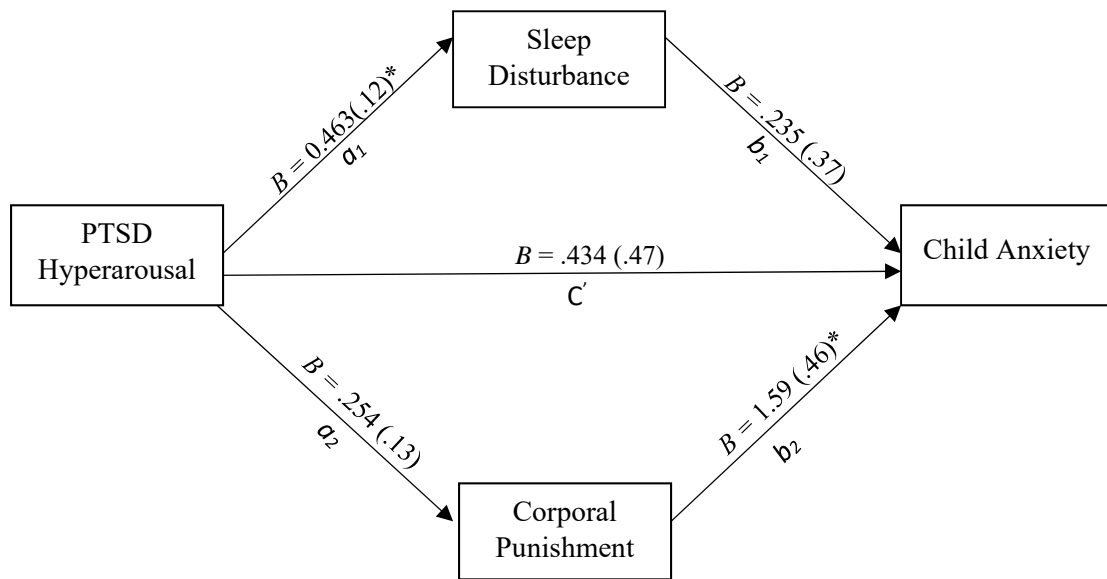 Sleep
Disturbance
B = 0.463(.12)*
a₁
B = .235 (.37)
b₁
PTSD
Hyperarousal
B = .434 (.47)
C′
Child Anxiety
B = .254 (.13)
a₂
B = 1.59 (.46)*
b₂
Corporal
Punishment